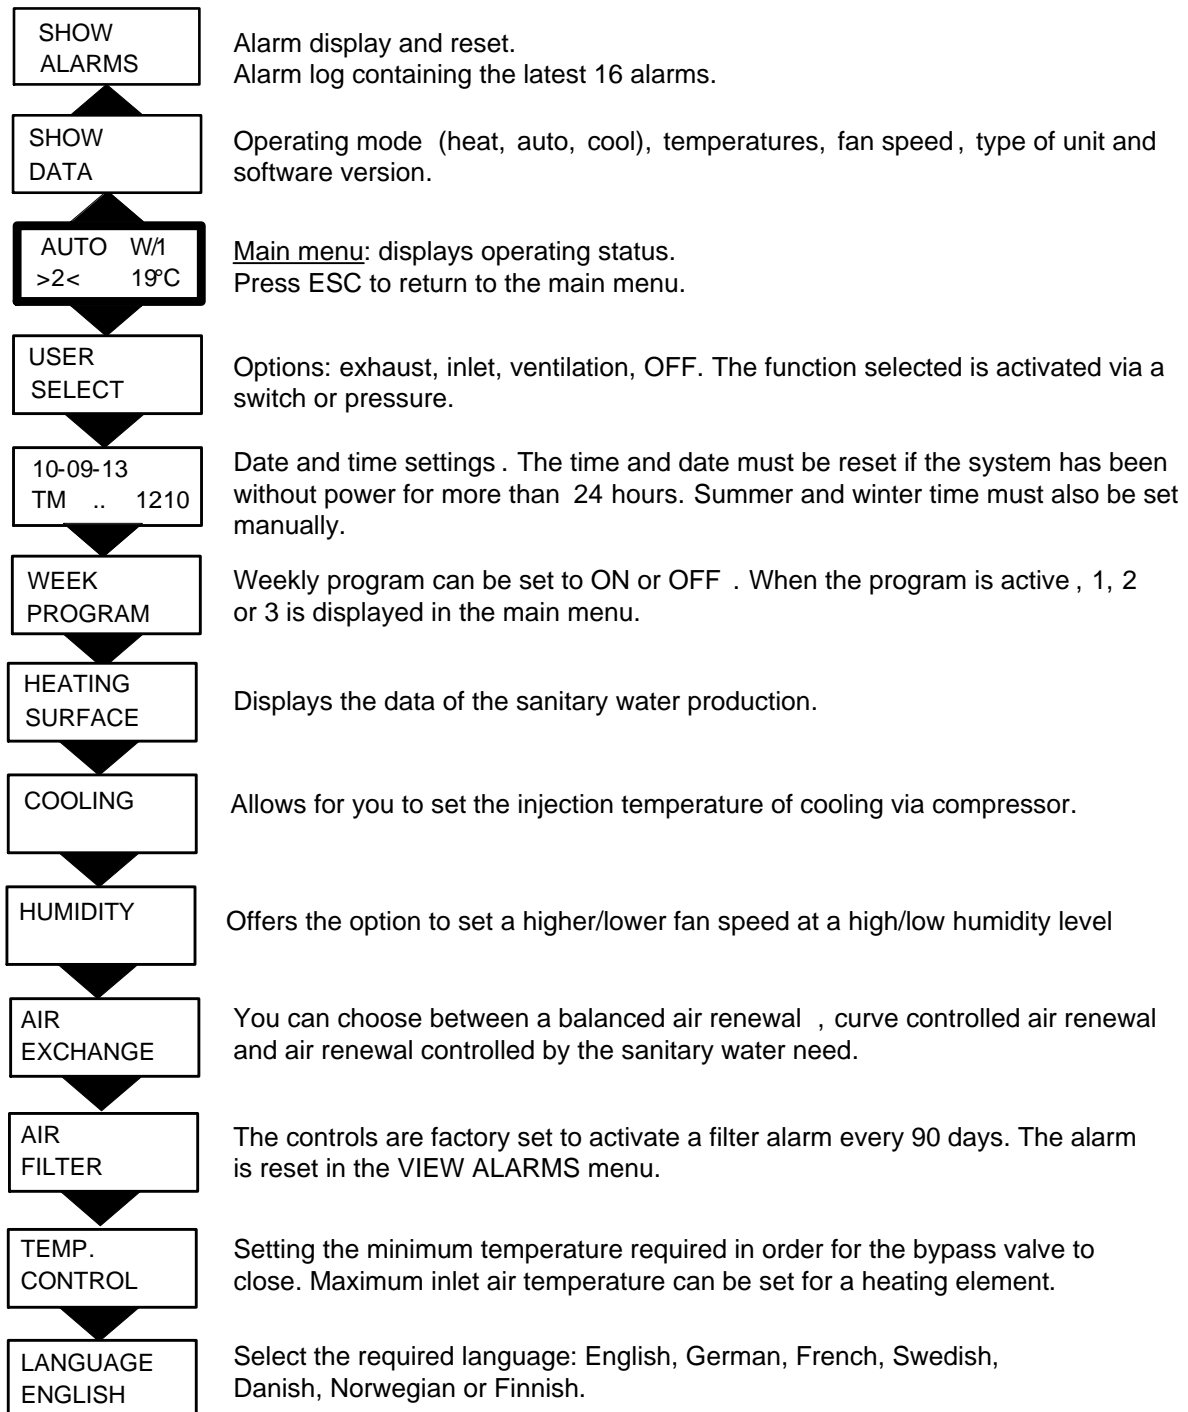 SHOW
ALARMS
Alarm display and reset.
Alarm log containing the latest 16 alarms.
SHOW
DATA
Operating mode (heat, auto, cool), temperatures, fan speed, type of unit and
software version.
AUTO W/1
>2< 19°C
Main menu: displays operating status.
Press ESC to return to the main menu.
USER
SELECT
Options: exhaust, inlet, ventilation, OFF. The function selected is activated via a
switch or pressure.
10-09-13
TM .. 1210
Date and time settings. The time and date must be reset if the system has been
without power for more than 24 hours. Summer and winter time must also be set
manually.
WEEK
PROGRAM
Weekly program can be set to ON or OFF. When the program is active, 1, 2
or 3 is displayed in the main menu.
HEATING
SURFACE
Displays the data of the sanitary water production.
COOLING
Allows for you to set the injection temperature of cooling via compressor.
HUMIDITY
Offers the option to set a higher/lower fan speed at a high/low humidity level
AIR
EXCHANGE
You can choose between a balanced air renewal, curve controlled air renewal
and air renewal controlled by the sanitary water need.
AIR
FILTER
The controls are factory set to activate a filter alarm every 90 days. The alarm
is reset in the VIEW ALARMS menu.
TEMP.
CONTROL
Setting the minimum temperature required in order for the bypass valve to
close. Maximum inlet air temperature can be set for a heating element.
LANGUAGE
ENGLISH
Select the required language: English, German, French, Swedish,
Danish, Norwegian or Finnish.